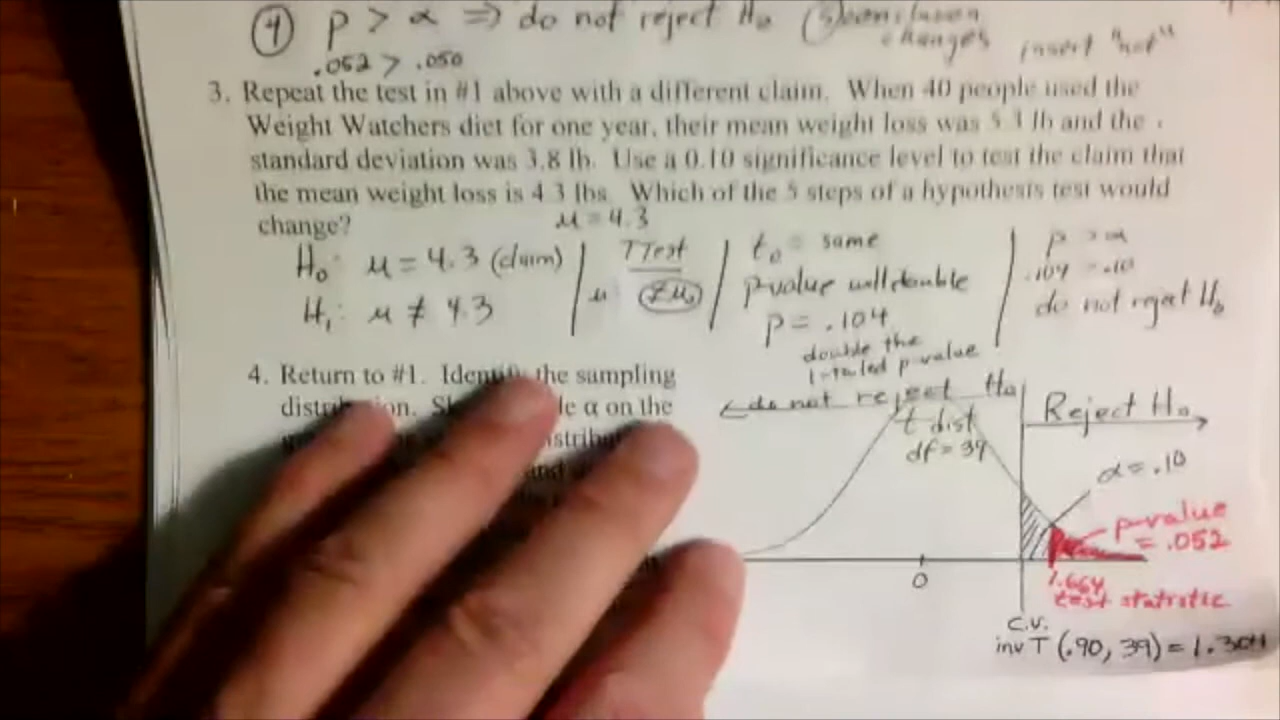 ④ p > α ⇒ do not reject H₀ ⑤ conclusion
changes insert "not"
.052 > .050
3. Repeat the test in #1 above with a different claim. When 40 people used the
Weight Watchers diet for one year, their mean weight loss was 5.3 lb and the
standard deviation was 3.8 lb. Use a 0.10 significance level to test the claim that
the mean weight loss is 4.3 lbs. Which of the 5 steps of a hypothesis test would
change?
μ = 4.3
H₀: μ = 4.3 (claim)
H₁: μ ≠ 4.3
TTest
μ ≠μ₀
t₀ = same
p-value will double
p = .104
double the
1-tailed p-value
p > α
.104 .10
do not reject H₀
4. Return to #1. Identify the sampling
on the
do not reject H₀
Reject H₀
t dist
df = 39
α = .10
p-value
= .052
0
1.664
test statistic
C.V.
invT (.90, 39) = 1.304